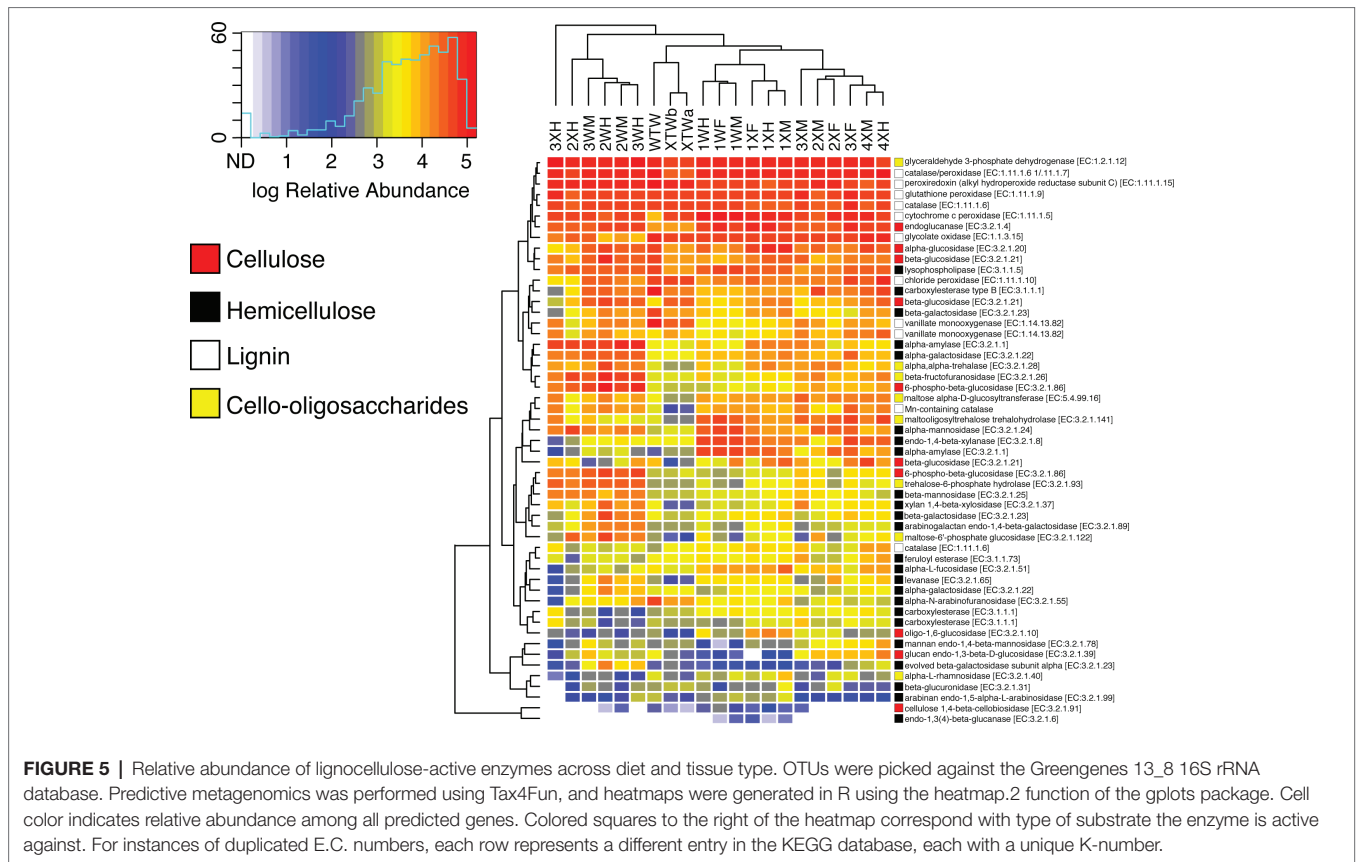 60
0
ND 1 2 3 4 5
log Relative Abundance
Cellulose
Hemicellulose
Lignin
Cello-oligosaccharides
3XH 2XH 3WM 2WH 2WM 3WH WTW XTWb XTWa 1WH 1WF 1WM 1XF 1XH 1XM 3XM 2XM 2XF 3XF 4XM 4XH
glyceraldehyde 3-phosphate dehydrogenase [EC:1.2.1.12]
catalase/peroxidase [EC:1.11.1.6 1/.11.1.7]
peroxiredoxin (alkyl hydroperoxide reductase subunit C) [EC:1.11.1.15]
glutathione peroxidase [EC:1.11.1.9]
catalase [EC:1.11.1.6]
cytochrome c peroxidase [EC:1.11.1.5]
endoglucanase [EC:3.2.1.4]
glycolate oxidase [EC:1.1.3.15]
alpha-glucosidase [EC:3.2.1.20]
beta-glucosidase [EC:3.2.1.21]
lysophospholipase [EC:3.1.1.5]
chloride peroxidase [EC:1.11.1.10]
carboxylesterase type B [EC:3.1.1.1]
beta-glucosidase [EC:3.2.1.21]
beta-galactosidase [EC:3.2.1.23]
vanillate monooxygenase [EC:1.14.13.82]
vanillate monooxygenase [EC:1.14.13.82]
alpha-amylase [EC:3.2.1.1]
alpha-galactosidase [EC:3.2.1.22]
alpha,alpha-trehalase [EC:3.2.1.28]
beta-fructofuranosidase [EC:3.2.1.26]
6-phospho-beta-glucosidase [EC:3.2.1.86]
maltose alpha-D-glucosyltransferase [EC:5.4.99.16]
Mn-containing catalase
maltooligosyltrehalose trehalohydrolase [EC:3.2.1.141]
alpha-mannosidase [EC:3.2.1.24]
endo-1,4-beta-xylanase [EC:3.2.1.8]
alpha-amylase [EC:3.2.1.1]
beta-glucosidase [EC:3.2.1.21]
6-phospho-beta-glucosidase [EC:3.2.1.86]
trehalose-6-phosphate hydrolase [EC:3.2.1.93]
beta-mannosidase [EC:3.2.1.25]
xylan 1,4-beta-xylosidase [EC:3.2.1.37]
beta-galactosidase [EC:3.2.1.23]
arabinogalactan endo-1,4-beta-galactosidase [EC:3.2.1.89]
maltose-6'-phosphate glucosidase [EC:3.2.1.122]
catalase [EC:1.11.1.6]
feruloyl esterase [EC:3.1.1.73]
alpha-L-fucosidase [EC:3.2.1.51]
levanase [EC:3.2.1.65]
alpha-galactosidase [EC:3.2.1.22]
alpha-N-arabinofuranosidase [EC:3.2.1.55]
carboxylesterase [EC:3.1.1.1]
carboxylesterase [EC:3.1.1.1]
oligo-1,6-glucosidase [EC:3.2.1.10]
mannan endo-1,4-beta-mannosidase [EC:3.2.1.78]
glucan endo-1,3-beta-D-glucosidase [EC:3.2.1.39]
evolved beta-galactosidase subunit alpha [EC:3.2.1.23]
alpha-L-rhamnosidase [EC:3.2.1.40]
beta-glucuronidase [EC:3.2.1.31]
arabinan endo-1,5-alpha-L-arabinosidase [EC:3.2.1.99]
cellulose 1,4-beta-cellobiosidase [EC:3.2.1.91]
endo-1,3(4)-beta-glucanase [EC:3.2.1.6]
FIGURE 5 | Relative abundance of lignocellulose-active enzymes across diet and tissue type. OTUs were picked against the Greengenes 13_8 16S rRNA
database. Predictive metagenomics was performed using Tax4Fun, and heatmaps were generated in R using the heatmap.2 function of the gplots package. Cell
color indicates relative abundance among all predicted genes. Colored squares to the right of the heatmap correspond with type of substrate the enzyme is active
against. For instances of duplicated E.C. numbers, each row represents a different entry in the KEGG database, each with a unique K-number.